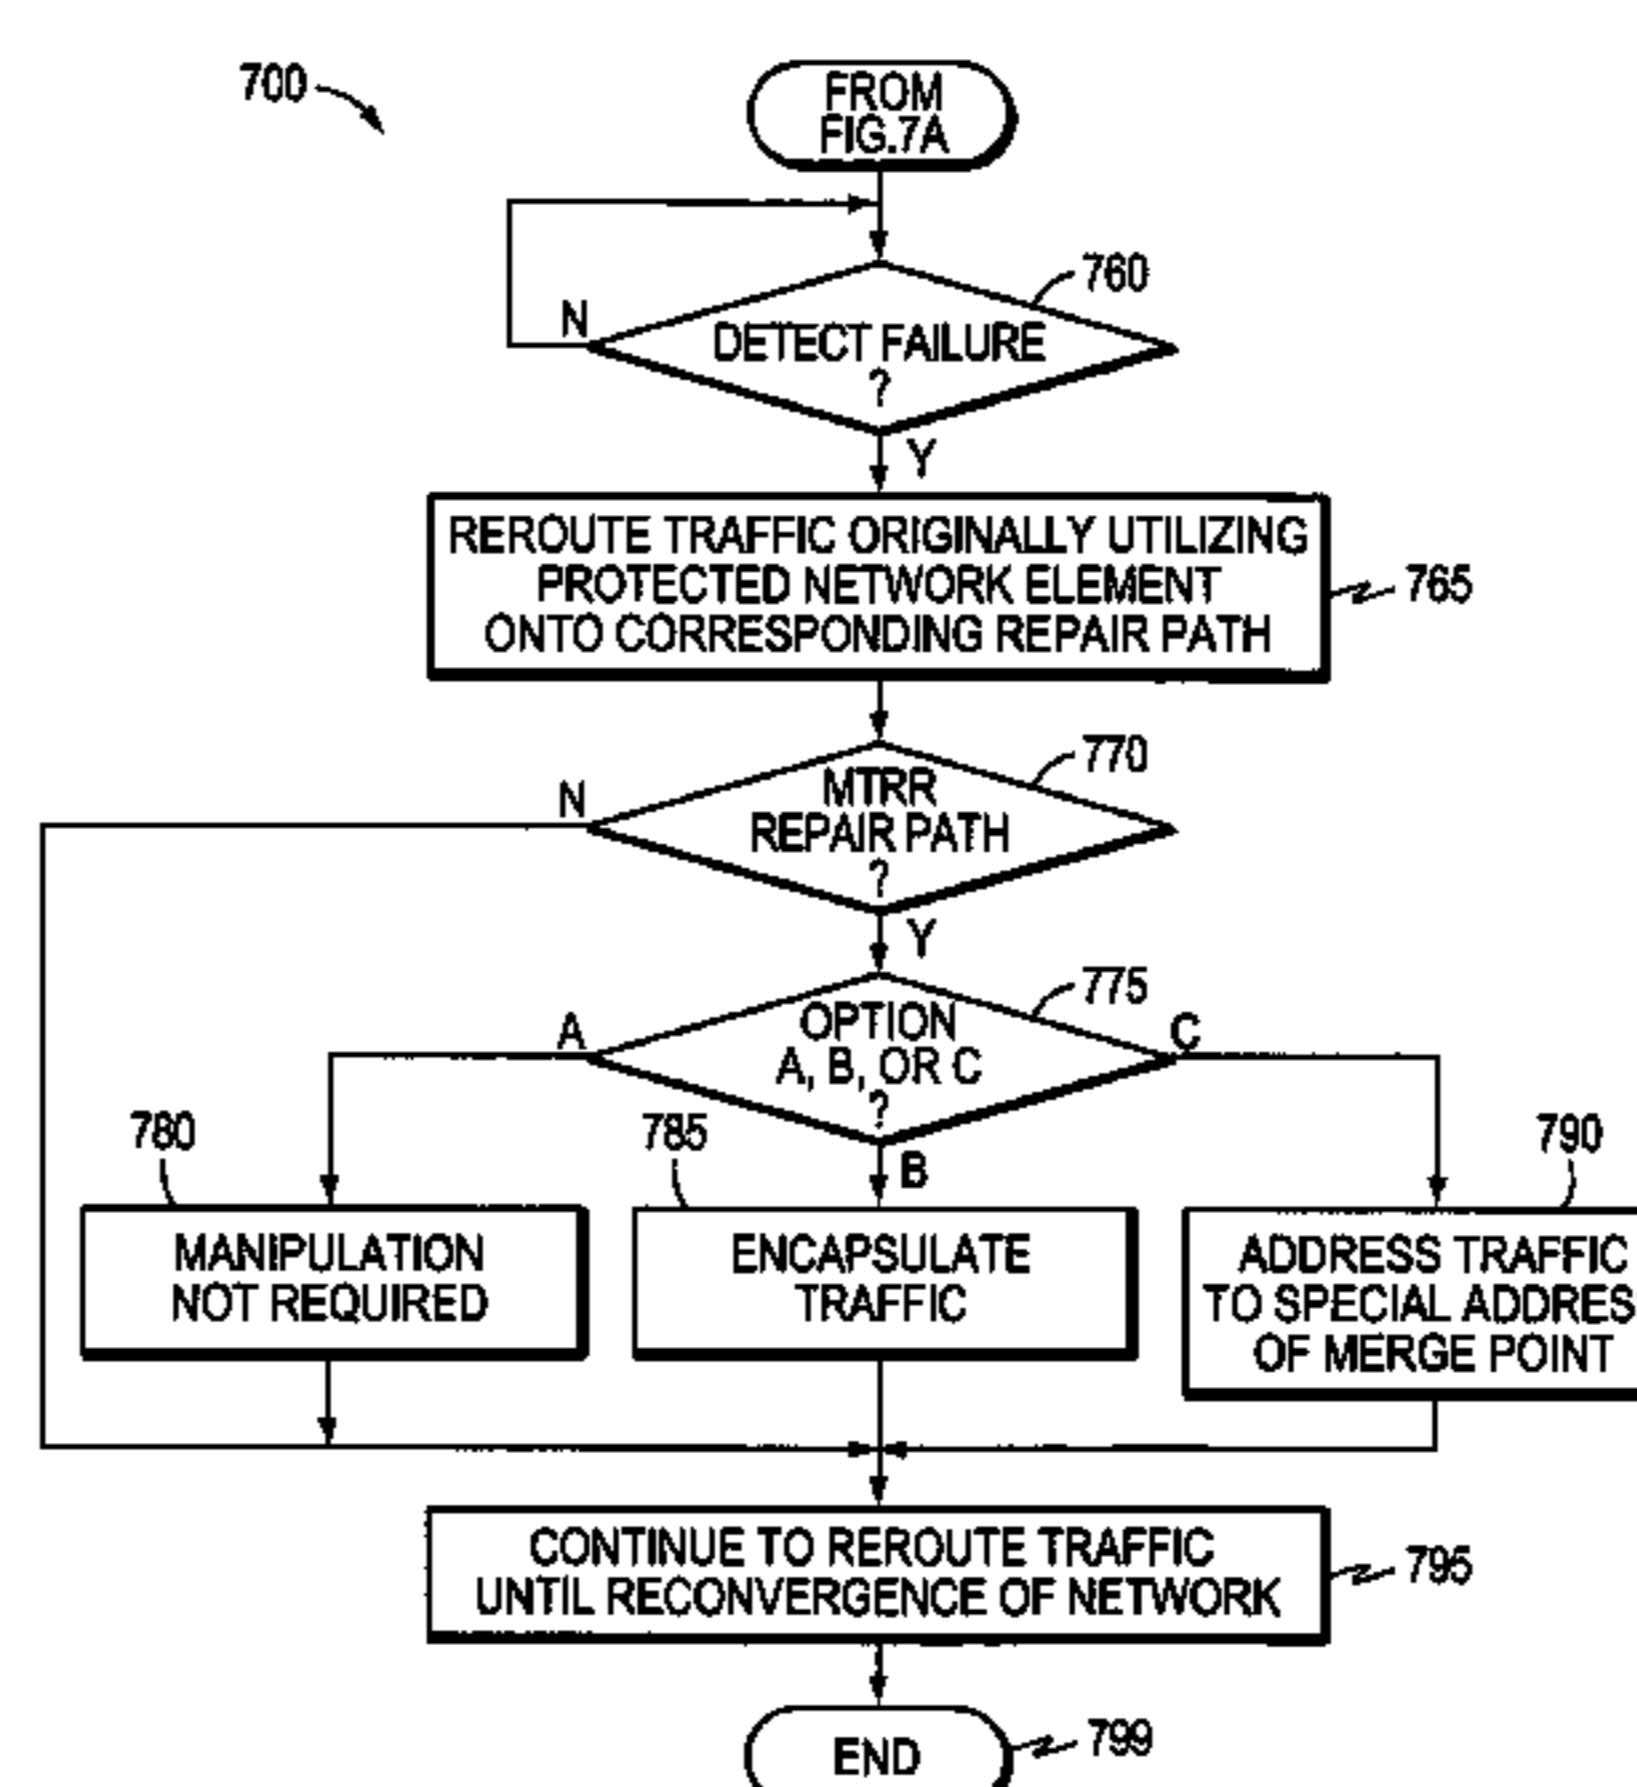 700
FROM
FIG.7A
760
N
DETECT FAILURE
?
Y
REROUTE TRAFFIC ORIGINALLY UTILIZING
PROTECTED NETWORK ELEMENT
ONTO CORRESPONDING REPAIR PATH
765
770
N
MTRR
REPAIR PATH
?
Y
775
A
OPTION
A, B, OR C
?
C
B
780
MANIPULATION
NOT REQUIRED
785
ENCAPSULATE
TRAFFIC
790
ADDRESS TRAFFIC
TO SPECIAL ADDRES
OF MERGE POINT
CONTINUE TO REROUTE TRAFFIC
UNTIL RECONVERGENCE OF NETWORK
795
END
799